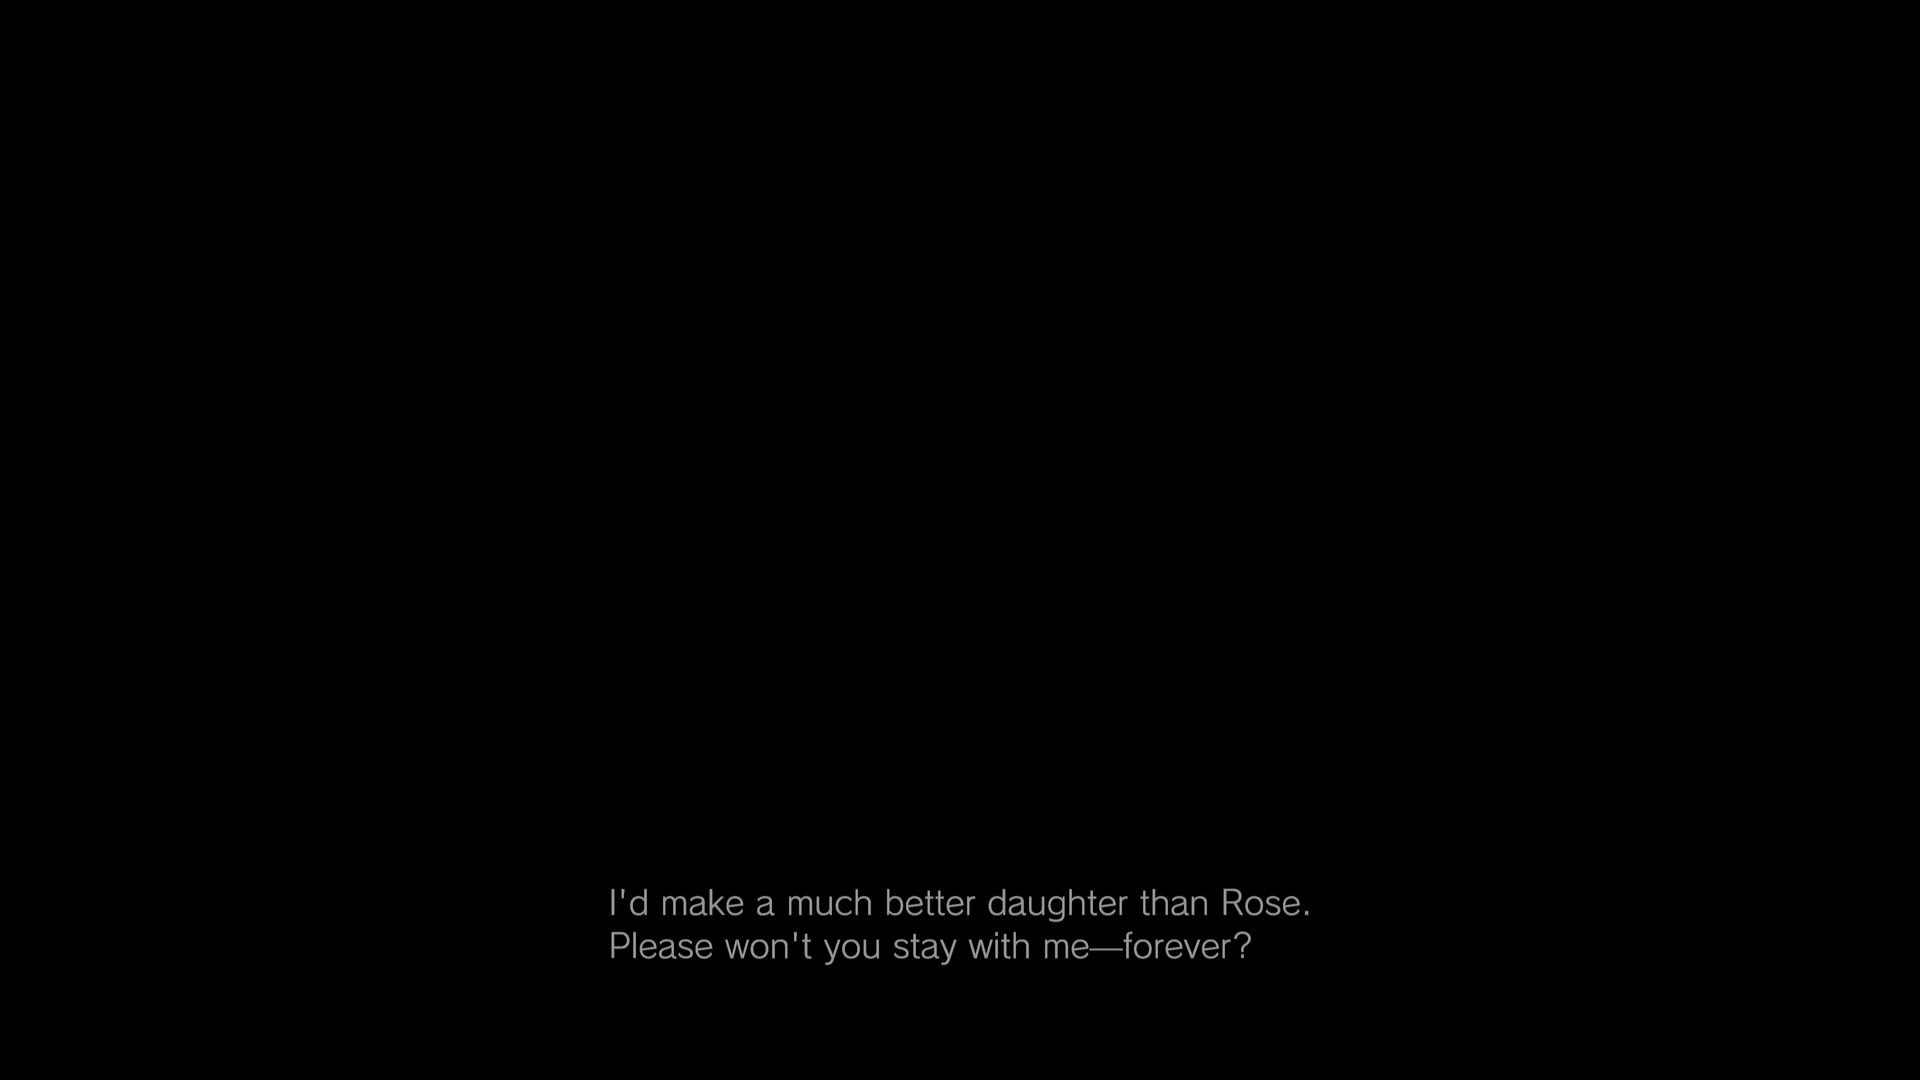 I'd make a much better daughter than Rose.
Please won't you stay with me—forever?